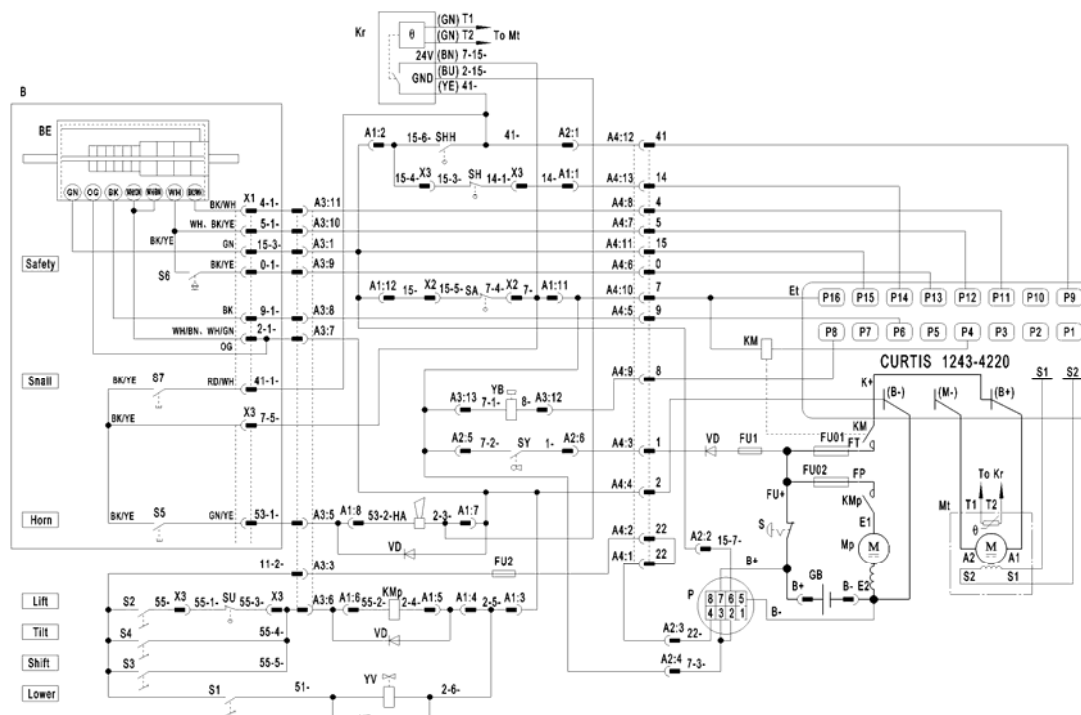 Kr
θ
(GN) T1
(GN) T2
To Mt
24V (BN) 7-15-
GND (BU) 2-15-
(YE) 41-
B
BE
GN OG BK WH/GN WH/BN WH BK/WH
A1:2 15-6- SHH 41- A2:1 A4:12 41
15-4- X3 15-3- SH 14-1- X3 14- A1:1 A4:13 14
BK/WH X1 4-1- A3:11 A4:8 4
WH、BK/YE 5-1- A3:10 A4:7 5
BK/YE
GN 15-3- A3:1 A4:11 15
Safety
S6 BK/YE 0-1- A3:9 A4:6 0
A1:12 15- X2 15-5- SA 7-4- X2 7- A1:11 A4:10 7
BK 9-1- A3:8 A4:5 9
WH/BN、WH/GN 2-1- A3:7
OG
Et
P16 P15 P14 P13 P12 P11 P10 P9
P8 P7 P6 P5 P4 P3 P2 P1
KM
CURTIS 1243-4220
S1 S2
Snail
BK/YE S7 RD/WH 41-1-
A4:9 8
YB
A3:13 7-1- 8- A3:12
K+ (B-) (M-) (B+)
BK/YE X3 7-5-
KM
A2:5 7-2- SY 1- A2:6 A4:3 1 VD FU1 FU01 FT
FU02 FP
A4:4 2
FU+ KMp
To Kr
T1 T2
θ
Mt
Horn
BK/YE S5 GN/YE 53-1- A3:5 A1:8 53-2- HA 2-3- A1:7
VD
A4:2 22
A4:1 22
A2:2 15-7-
S
E1
Mp M
M
A2 A1
S2 S1
11-2- A3:3 FU2
B+
B+ GB B- E2
P
8 7 6 5
4 3 2 1
B-
Lift
S2 55- X3 55-1- SU 55-3- X3 A3:6 A1:6 55-2- KMp 2-4- A1:5 A1:4 2-5- A1:3
VD
Tilt
S4 55-4-
A2:3 22-
Shift
S3 55-5-
A2:4 7-3-
Lower
S1 51- YV 2-6-